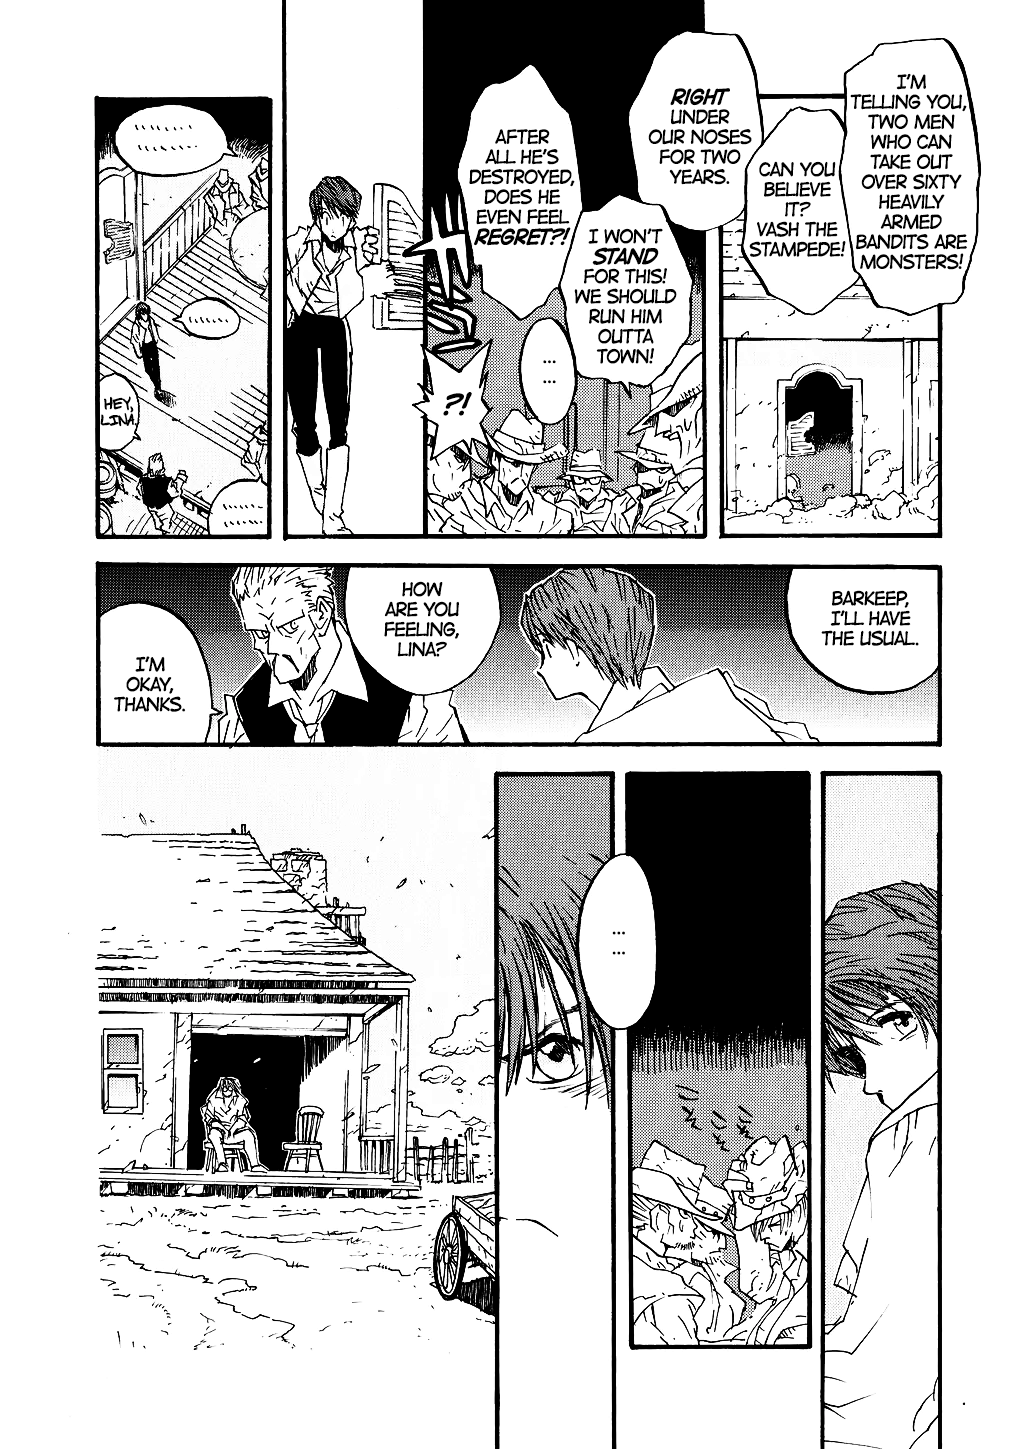 I'M
TELLING YOU,
TWO MEN
WHO CAN
TAKE OUT
OVER SIXTY
HEAVILY
ARMED
BANDITS ARE
MONSTERS!
CAN YOU
BELIEVE
IT?
VASH THE
STAMPEDE!
RIGHT
UNDER
OUR NOSES
FOR TWO
YEARS.
I WON'T
STAND
FOR THIS!
WE SHOULD
RUN HIM
OUTTA
TOWN!
AFTER
ALL HE'S
DESTROYED,
DOES HE
EVEN FEEL
REGRET?!
...
...
?!
HEY,
LINA.
BARKEEP,
I'LL HAVE
THE USUAL.
HOW
ARE YOU
FEELING,
LINA?
I'M
OKAY,
THANKS.
...
...